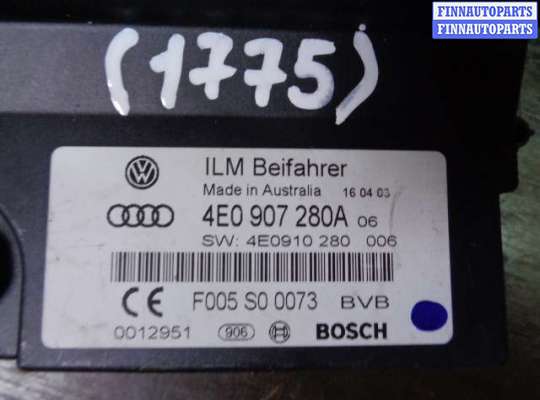 FINNAUTOPARTS
FINNAUTOPARTS
(1775)
ILM Beifahrer
Made in Australia 16 04 03
4E0 907 280A 06
SW: 4E0910 280 006
CE F005 S0 0073 BVB
0012951 906 BOSCH